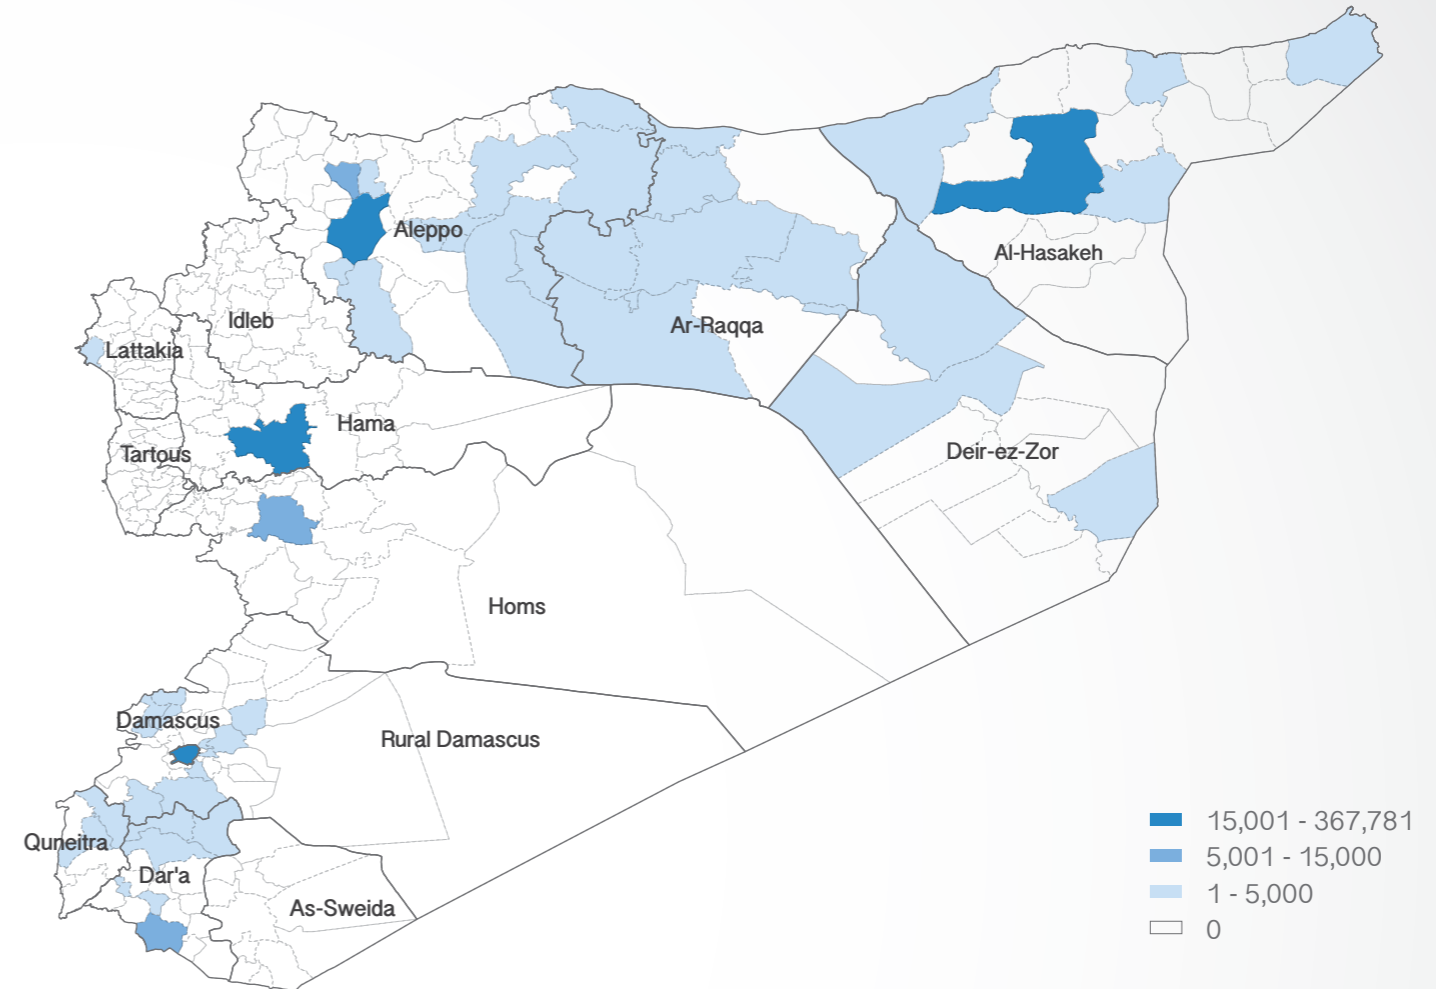 Aleppo
Al-Hasakeh
Idleb
Ar-Raqqa
Lattakia
Hama
Tartous
Deir-ez-Zor
Homs
Damascus
Rural Damascus
Quneitra
Dar'a
As-Sweida
15,001 - 367,781
5,001 - 15,000
1 - 5,000
0